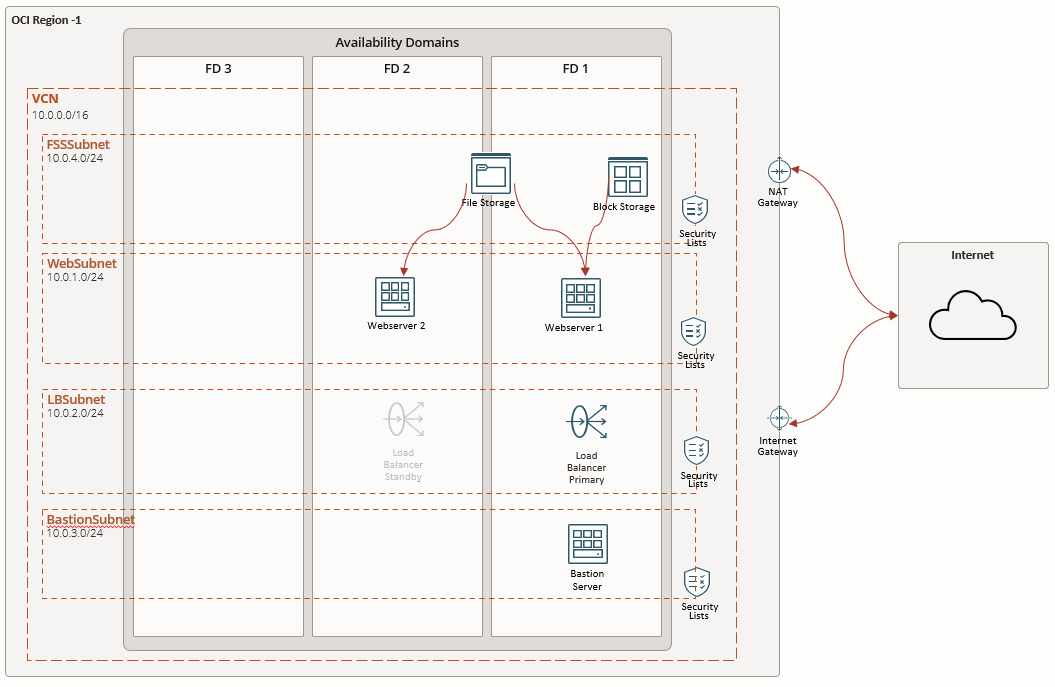 OCI Region -1
Availability Domains
FD 3
FD 2
FD 1
VCN
10.0.0.0/16
FSSSubnet
10.0.4.0/24
File Storage
Block Storage
Security
Lists
NAT
Gateway
WebSubnet
10.0.1.0/24
Webserver 2
Webserver 1
Security
Lists
Internet
LBSubnet
10.0.2.0/24
Load
Balancer
Standby
Load
Balancer
Primary
Security
Lists
Internet
Gateway
BastionSubnet
10.0.3.0/24
Bastion
Server
Security
Lists